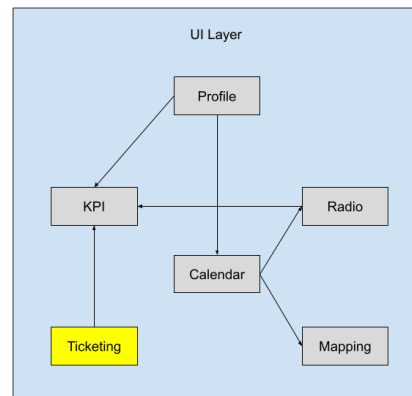 UI Layer
Profile
KPI
Radio
Calendar
Ticketing
Mapping